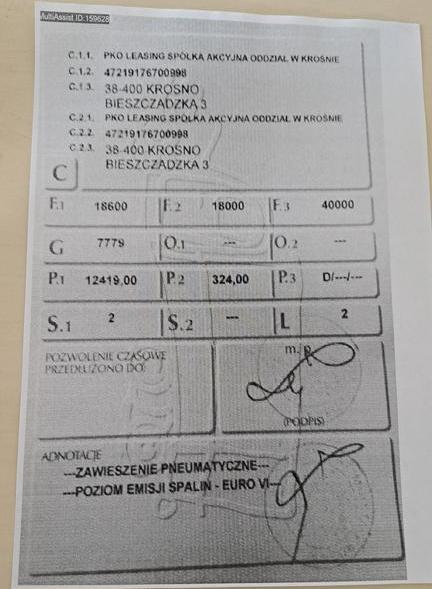 MultiAssist ID:159628
C.1.1. PKO LEASING SPÓŁKA AKCYJNA ODDZIAŁ W KROŚNIE
C.1.2. 47219176700998
C.1.3. 38-400 KROSNO
BIESZCZADZKA 3
C.2.1. PKO LEASING SPÓŁKA AKCYJNA ODDZIAŁ W KROŚNIE
C.2.2. 47219176700998
C.2.3. 38-400 KROSNO
BIESZCZADZKA 3
C
F.1 18600 F.2 18000 F.3 40000
G 7779 O.1 --- O.2 ---
P.1 12419,00 P.2 324,00 P.3 D/---/---
S.1 2 S.2 --- L 2
POZWOLENIE CZASOWE
PRZEDŁUŻONO DO:
m. p.
(PODPIS)
ADNOTACJE
---ZAWIESZENIE PNEUMATYCZNE---
---POZIOM EMISJI SPALIN - EURO VI---